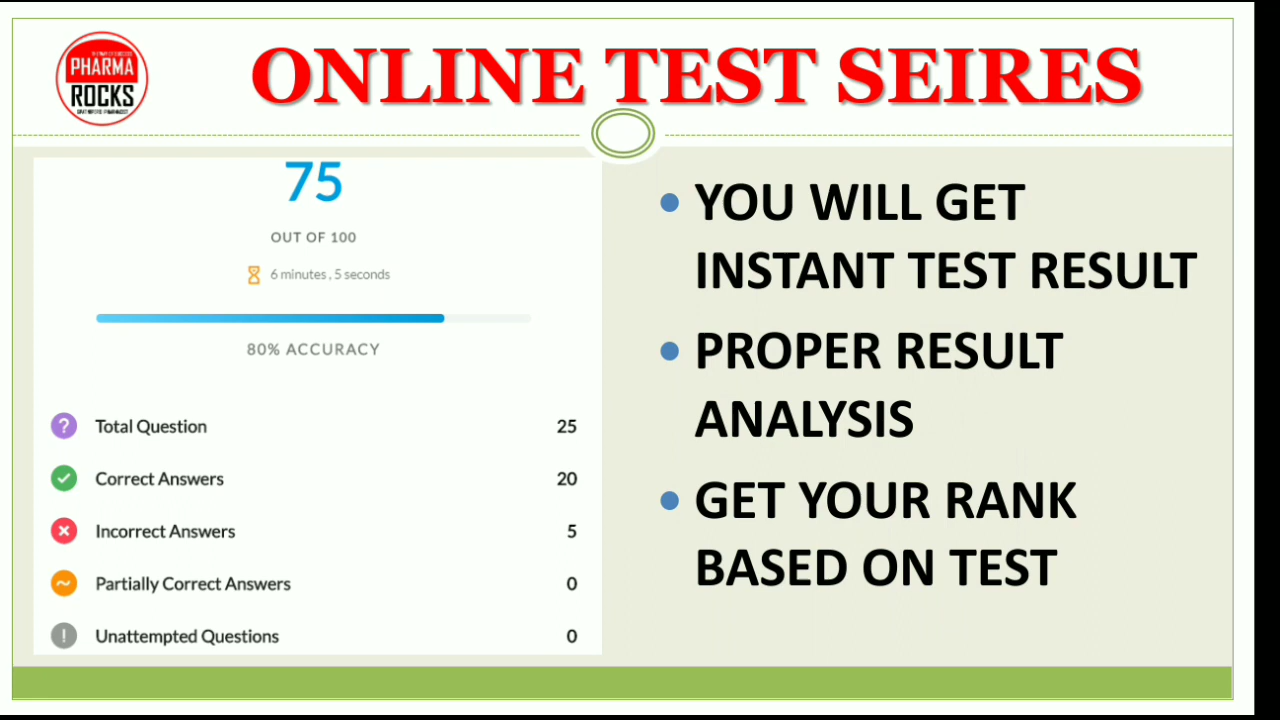 PHARMA
ROCKS
ONLINE TEST SEIRES
75
OUT OF 100
6 minutes, 5 seconds
80% ACCURACY
Total Question 25
Correct Answers 20
Incorrect Answers 5
Partially Correct Answers 0
Unattempted Questions 0
• YOU WILL GET
INSTANT TEST RESULT
• PROPER RESULT
ANALYSIS
• GET YOUR RANK
BASED ON TEST